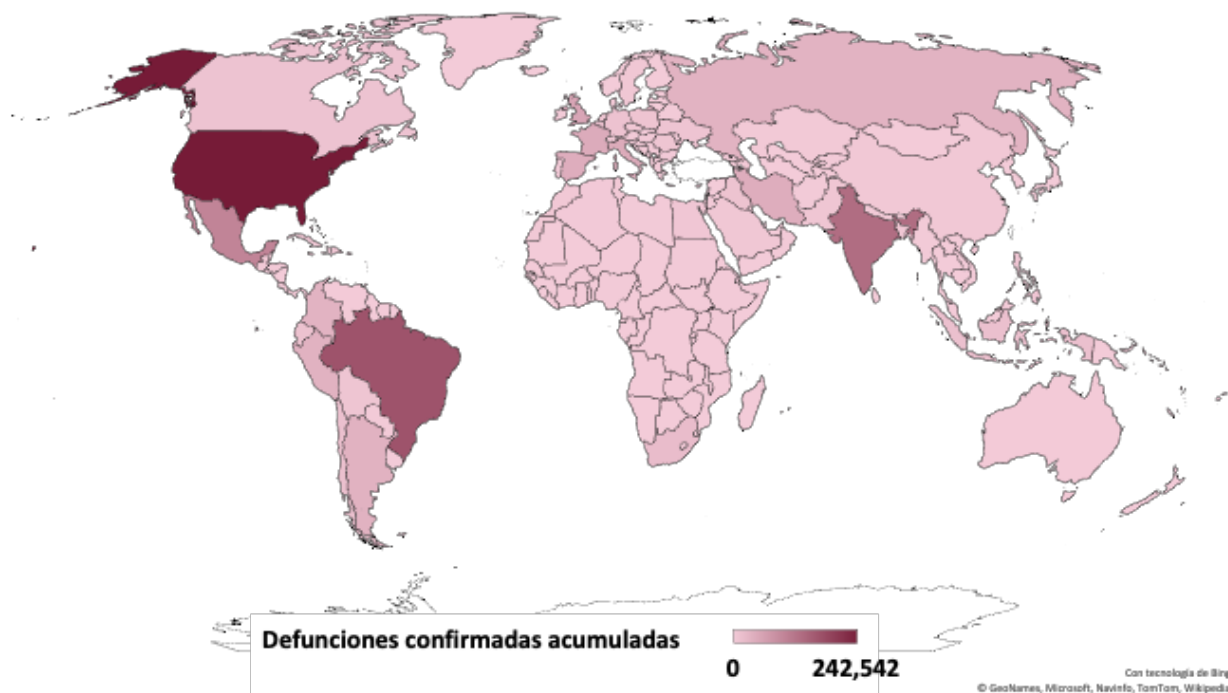 Defunciones confirmadas acumuladas
0 242,542
Con tecnología de Bing
© GeoNames, Microsoft, Navinfo, TomTom, Wikipedia